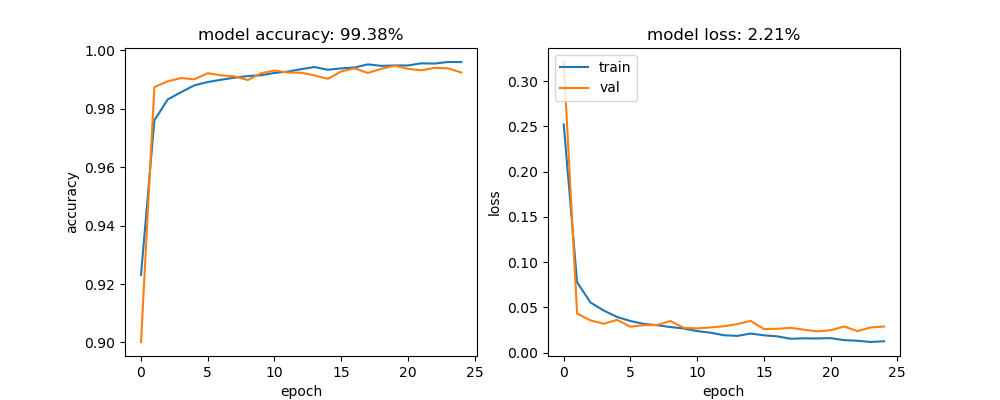 model accuracy: 99.38%
1.00
0.98
0.96
0.94
0.92
0.90
accuracy
0 5 10 15 20 25
epoch
model loss: 2.21%
train
val
0.30
0.25
0.20
0.15
0.10
0.05
0.00
loss
0 5 10 15 20 25
epoch